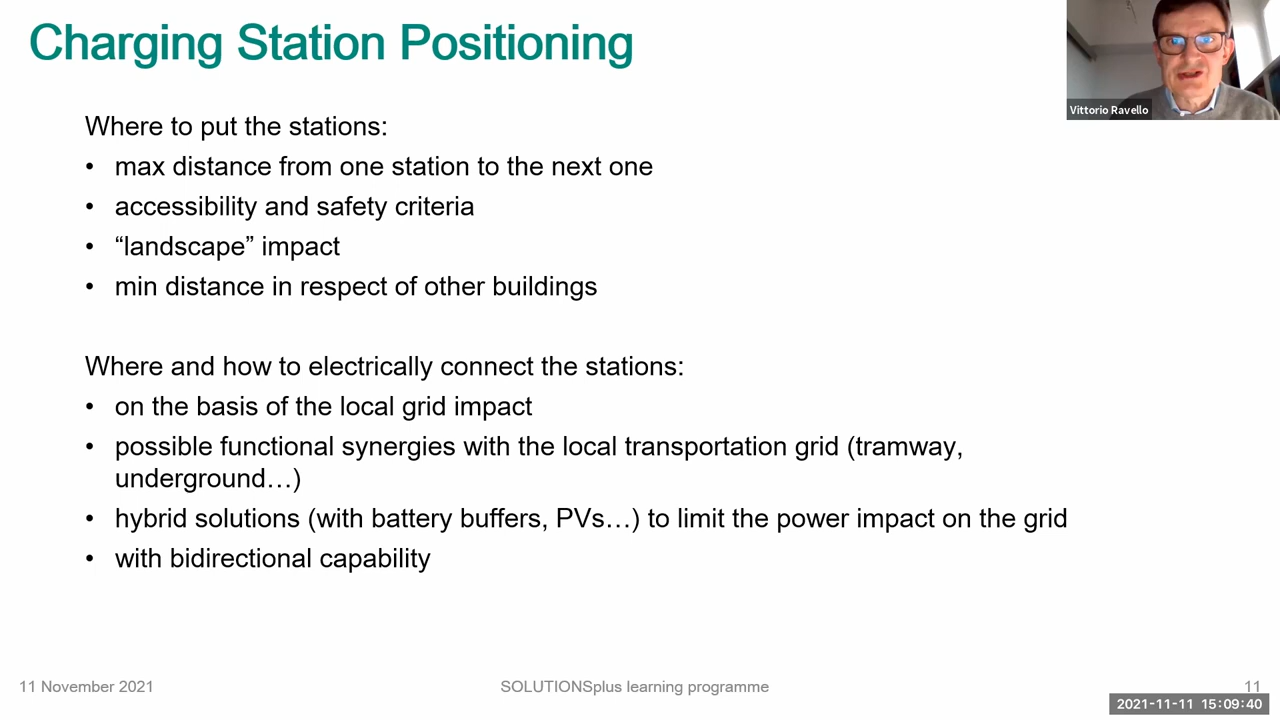 Charging Station Positioning
Vittorio Ravello
Where to put the stations:
• max distance from one station to the next one
• accessibility and safety criteria
• “landscape” impact
• min distance in respect of other buildings
Where and how to electrically connect the stations:
• on the basis of the local grid impact
• possible functional synergies with the local transportation grid (tramway,
underground…)
• hybrid solutions (with battery buffers, PVs…) to limit the power impact on the grid
• with bidirectional capability
11 November 2021
SOLUTIONSplus learning programme
11
2021-11-11 15:09:40